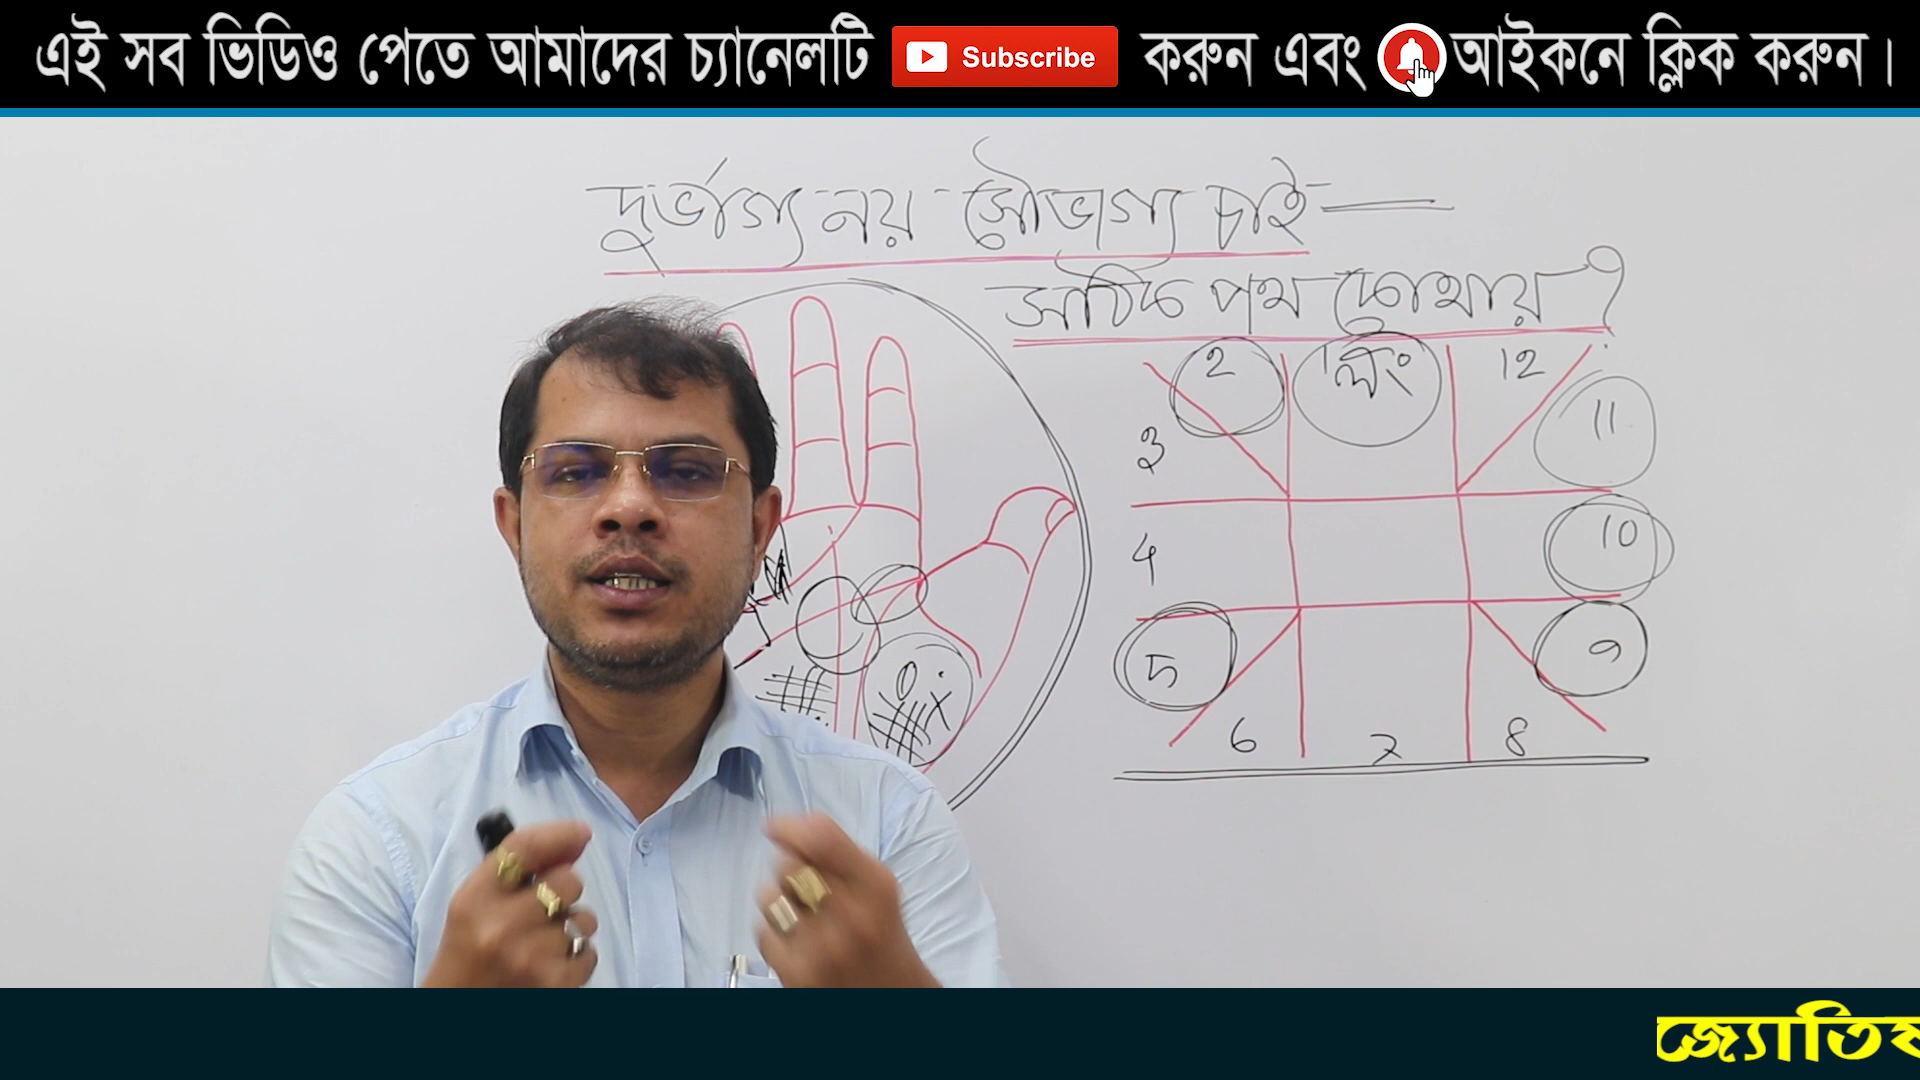 এই সব ভিডিও পেতে আমাদের চ্যানেলটি Subscribe করুন এবং আইকনে ক্লিক করুন।
দুর্ভাগ্য নয় সৌভাগ্য চাই —
সঠিক পথ কোথায় ?
2 1 লং 12
3 11
4 10
5 9
6 7 8
জ্যোতিষ